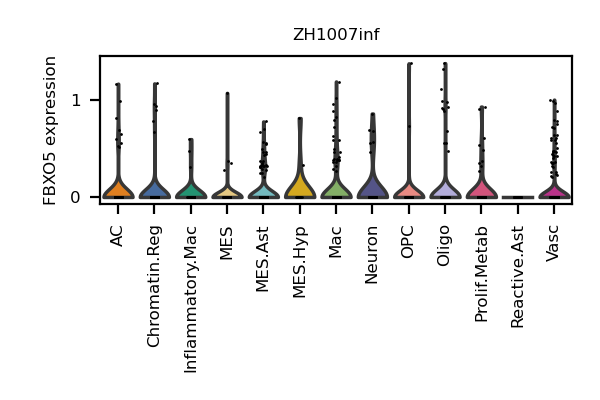 ZH1007inf
FBXO5 expression
1
0
AC
Chromatin.Reg
Inflammatory.Mac
MES
MES.Ast
MES.Hyp
Mac
Neuron
OPC
Oligo
Prolif.Metab
Reactive.Ast
Vasc